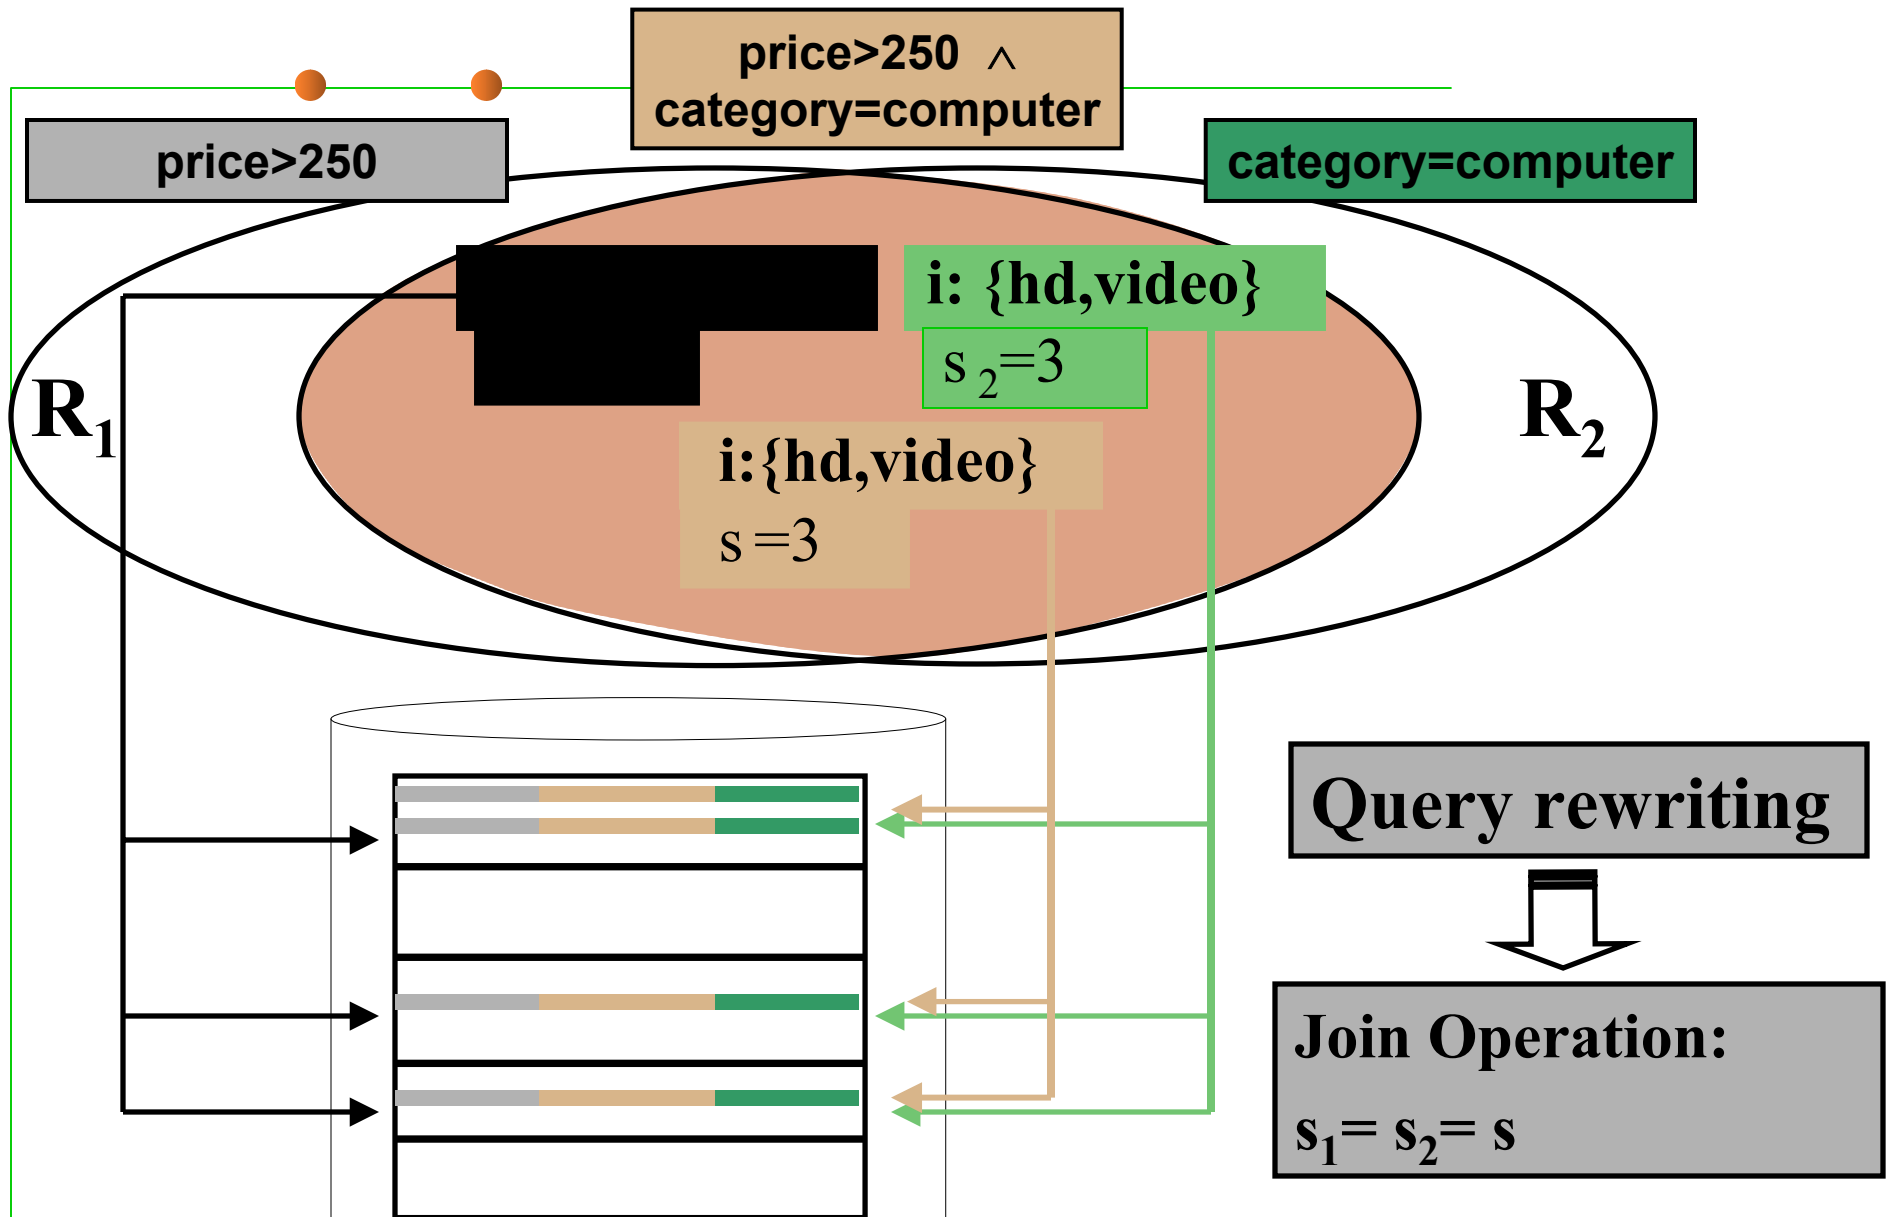 price>250 ∧
category=computer
price>250
category=computer
i: {hd,video}
s₂=3
R₁
R₂
i:{hd,video}
s =3
Query rewriting
Join Operation:
s₁= s₂= s